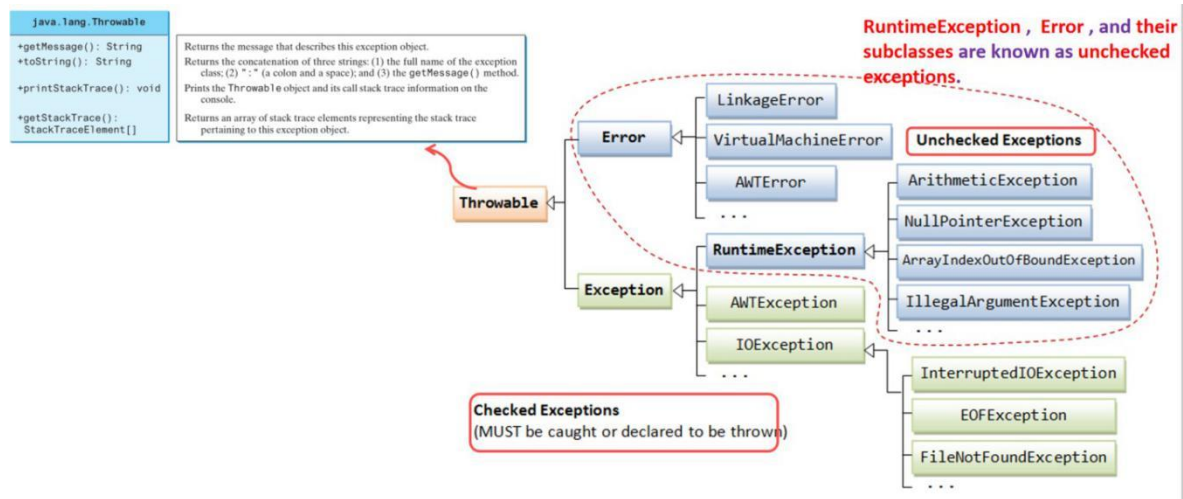 java.lang.Throwable
+getMessage(): String
+toString(): String
+printStackTrace(): void
+getStackTrace():
StackTraceElement[]
Returns the message that describes this exception object.
Returns the concatenation of three strings: (1) the full name of the exception
class; (2) ":" (a colon and a space); and (3) the getMessage() method.
Prints the Throwable object and its call stack trace information on the
console.
Returns an array of stack trace elements representing the stack trace
pertaining to this exception object.
RuntimeException , Error , and their
subclasses are known as unchecked
exceptions.
Throwable
Error
LinkageError
VirtualMachineError
AWTError
...
Unchecked Exceptions
Exception
RuntimeException
ArithmeticException
NullPointerException
ArrayIndexOutOfBoundException
IllegalArgumentException
...
AWTException
IOException
...
InterruptedIOException
EOFException
FileNotFoundException
...
Checked Exceptions
(MUST be caught or declared to be thrown)